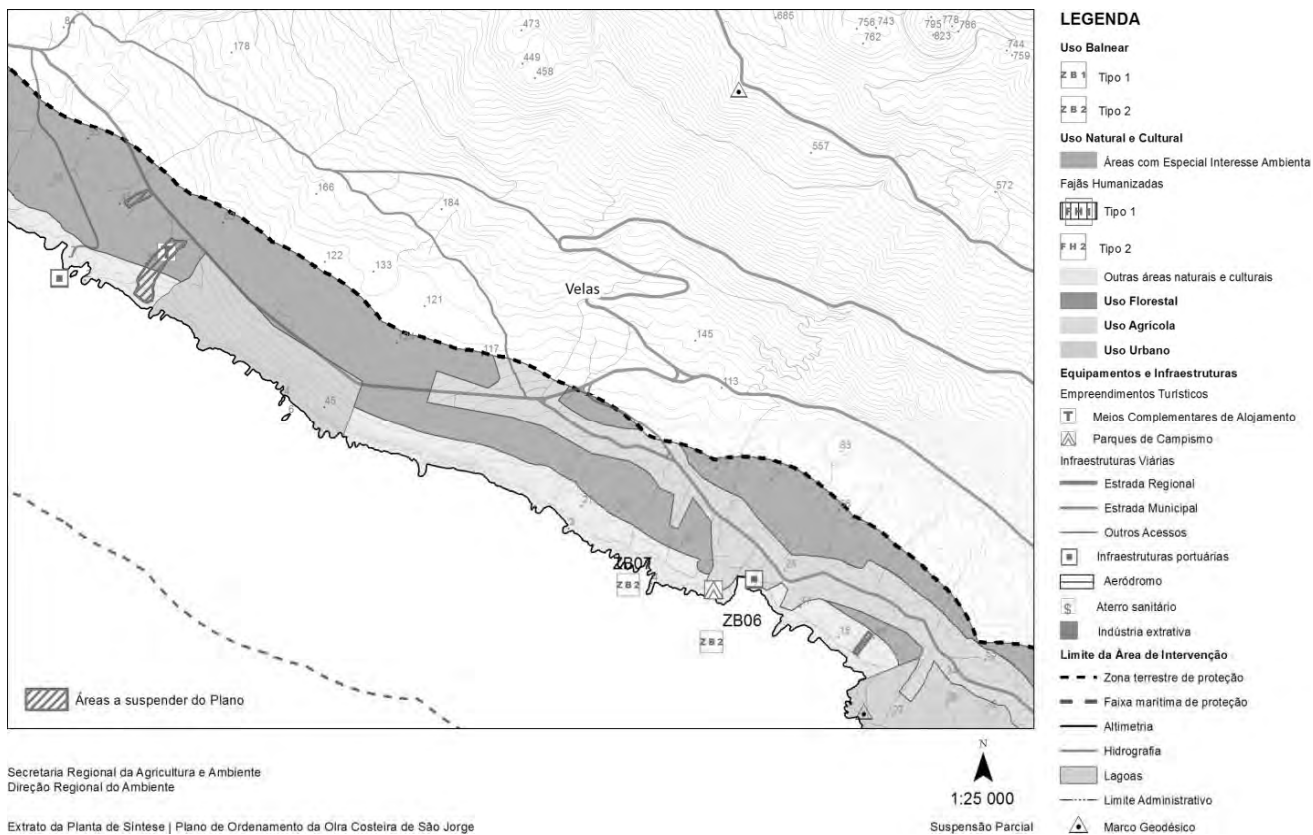 84
178
473
449
458
685
756 743
762
795 778
786
823
744
759
557
572
166
184
122
133
121
Velas
145
117
113
45
6
83
ZB07
ZB2
ZB06
ZB2
18
Áreas a suspender do Plano
LEGENDA
Uso Balnear
ZB1 Tipo 1
ZB2 Tipo 2
Uso Natural e Cultural
Áreas com Especial Interesse Ambienta
Fajãs Humanizadas
FH1 Tipo 1
FH2 Tipo 2
Outras áreas naturais e culturais
Uso Florestal
Uso Agrícola
Uso Urbano
Equipamentos e Infraestruturas
Empreendimentos Turísticos
T Meios Complementares de Alojamento
Parques de Campismo
Infraestruturas Viárias
Estrada Regional
Estrada Municipal
Outros Acessos
Infraestruturas portuárias
Aeródromo
$ Aterro sanitário
Indústria extrativa
Limite da Área de Intervenção
Zona terrestre de proteção
Faixa marítima de proteção
Altimetria
Hidrografia
Lagoas
Limite Administrativo
Marco Geodésico
Secretaria Regional da Agricultura e Ambiente
Direção Regional do Ambiente
N
1:25 000
Extrato da Planta de Síntese | Plano de Ordenamento da Olra Costeira de São Jorge
Suspensão Parcial